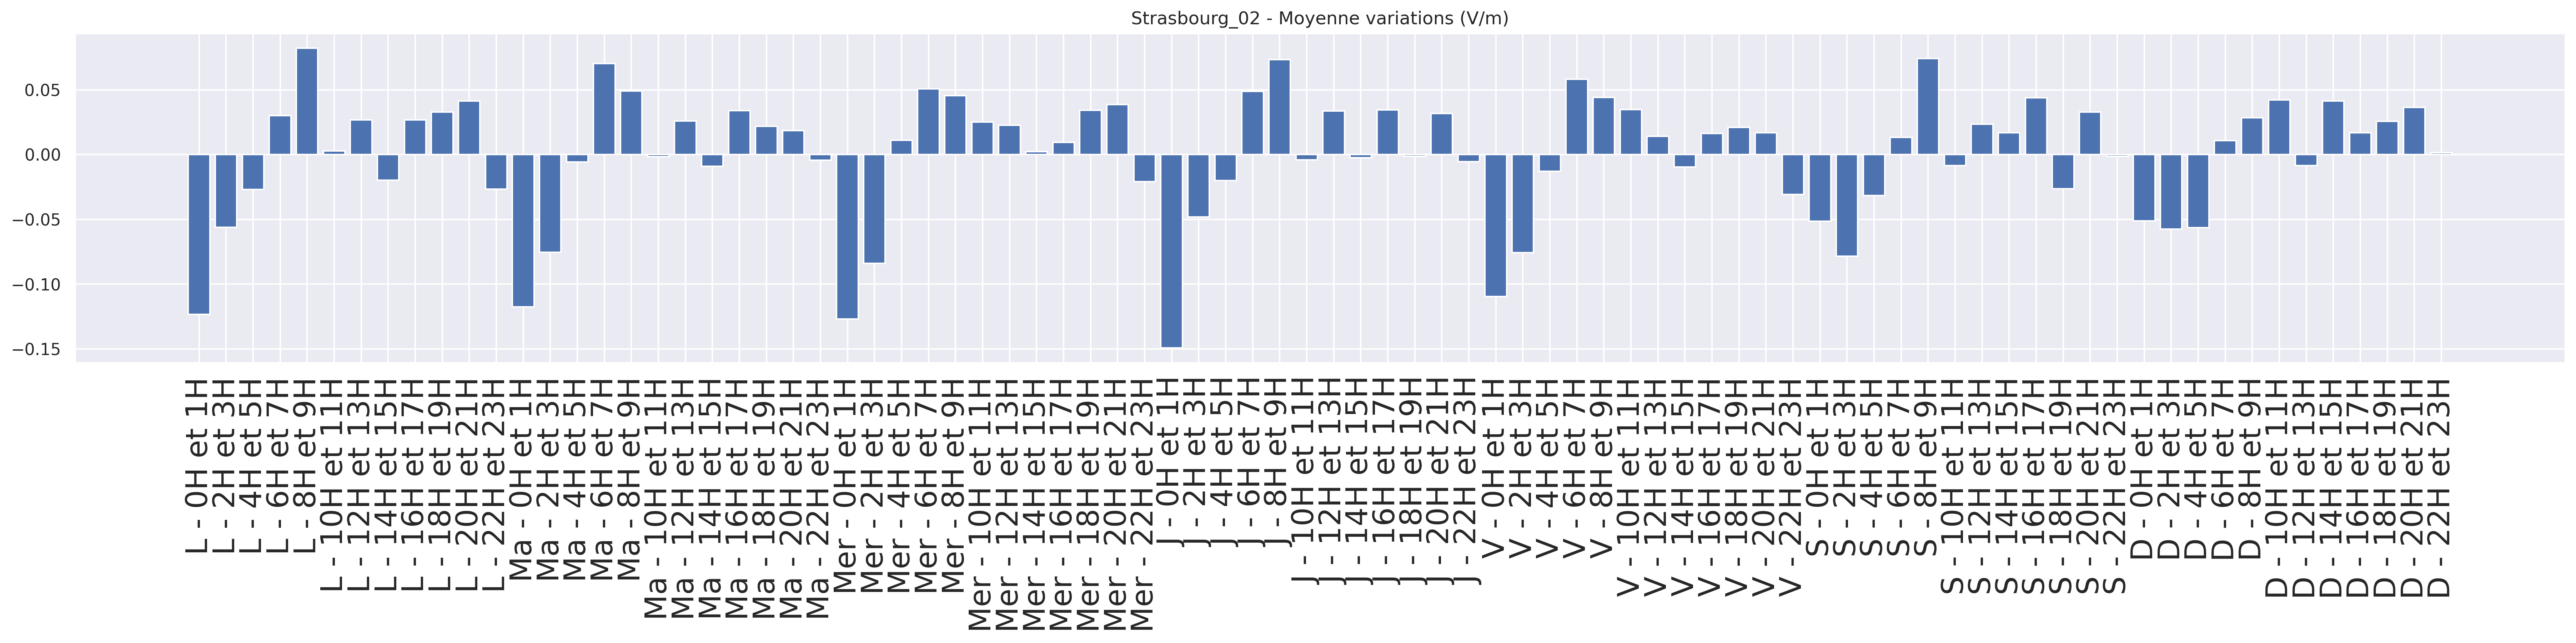 Strasbourg_02 - Moyenne variations (V/m)
0.05
0.00
−0.05
−0.10
−0.15
L - 0H et 1H
L - 2H et 3H
L - 4H et 5H
L - 6H et 7H
L - 8H et 9H
L - 10H et 11H
L - 12H et 13H
L - 14H et 15H
L - 16H et 17H
L - 18H et 19H
L - 20H et 21H
L - 22H et 23H
Ma - 0H et 1H
Ma - 2H et 3H
Ma - 4H et 5H
Ma - 6H et 7H
Ma - 8H et 9H
Ma - 10H et 11H
Ma - 12H et 13H
Ma - 14H et 15H
Ma - 16H et 17H
Ma - 18H et 19H
Ma - 20H et 21H
Ma - 22H et 23H
Mer - 0H et 1H
Mer - 2H et 3H
Mer - 4H et 5H
Mer - 6H et 7H
Mer - 8H et 9H
Mer - 10H et 11H
Mer - 12H et 13H
Mer - 14H et 15H
Mer - 16H et 17H
Mer - 18H et 19H
Mer - 20H et 21H
Mer - 22H et 23H
J - 0H et 1H
J - 2H et 3H
J - 4H et 5H
J - 6H et 7H
J - 8H et 9H
J - 10H et 11H
J - 12H et 13H
J - 14H et 15H
J - 16H et 17H
J - 18H et 19H
J - 20H et 21H
J - 22H et 23H
V - 0H et 1H
V - 2H et 3H
V - 4H et 5H
V - 6H et 7H
V - 8H et 9H
V - 10H et 11H
V - 12H et 13H
V - 14H et 15H
V - 16H et 17H
V - 18H et 19H
V - 20H et 21H
V - 22H et 23H
S - 0H et 1H
S - 2H et 3H
S - 4H et 5H
S - 6H et 7H
S - 8H et 9H
S - 10H et 11H
S - 12H et 13H
S - 14H et 15H
S - 16H et 17H
S - 18H et 19H
S - 20H et 21H
S - 22H et 23H
D - 0H et 1H
D - 2H et 3H
D - 4H et 5H
D - 6H et 7H
D - 8H et 9H
D - 10H et 11H
D - 12H et 13H
D - 14H et 15H
D - 16H et 17H
D - 18H et 19H
D - 20H et 21H
D - 22H et 23H